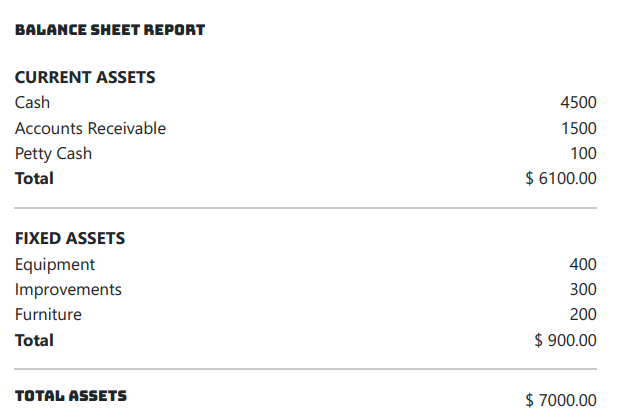 BALANCE SHEET REPORT
CURRENT ASSETS
Cash 4500
Accounts Receivable 1500
Petty Cash 100
Total $ 6100.00
FIXED ASSETS
Equipment 400
Improvements 300
Furniture 200
Total $ 900.00
TOTAL ASSETS $ 7000.00